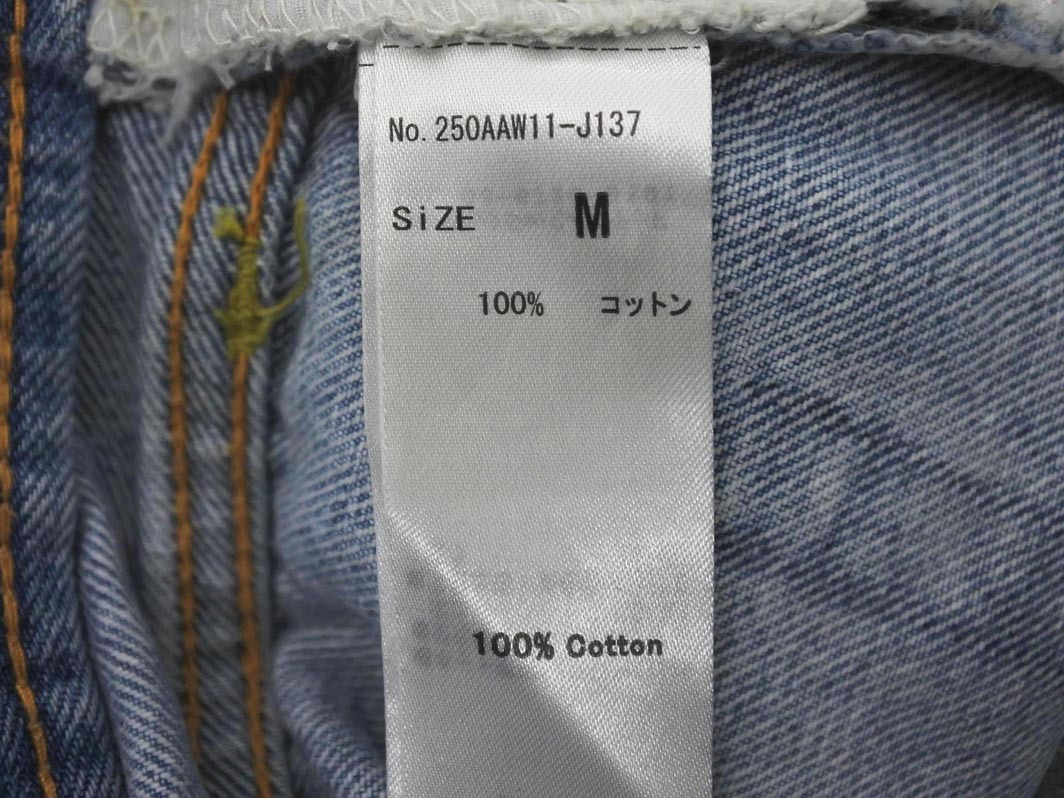 No. 250AAW11-J137
SiZE M
100% コットン
100% Cotton